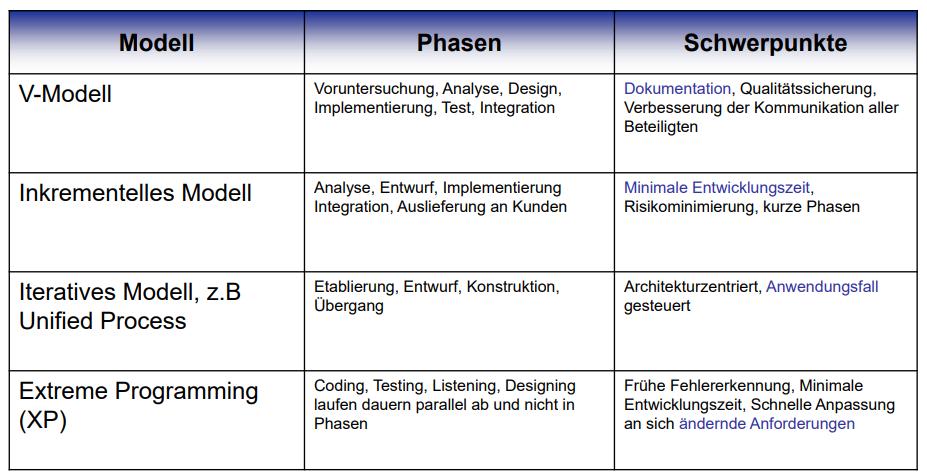 Modell
Phasen
Schwerpunkte
V-Modell
Voruntersuchung, Analyse, Design,
Implementierung, Test, Integration
Dokumentation, Qualitätssicherung,
Verbesserung der Kommunikation aller
Beteiligten
Inkrementelles Modell
Analyse, Entwurf, Implementierung
Integration, Auslieferung an Kunden
Minimale Entwicklungszeit,
Risikominimierung, kurze Phasen
Iteratives Modell, z.B
Unified Process
Etablierung, Entwurf, Konstruktion,
Übergang
Architekturzentriert, Anwendungsfall
gesteuert
Extreme Programming
(XP)
Coding, Testing, Listening, Designing
laufen dauern parallel ab und nicht in
Phasen
Frühe Fehlererkennung, Minimale
Entwicklungszeit, Schnelle Anpassung
an sich ändernde Anforderungen